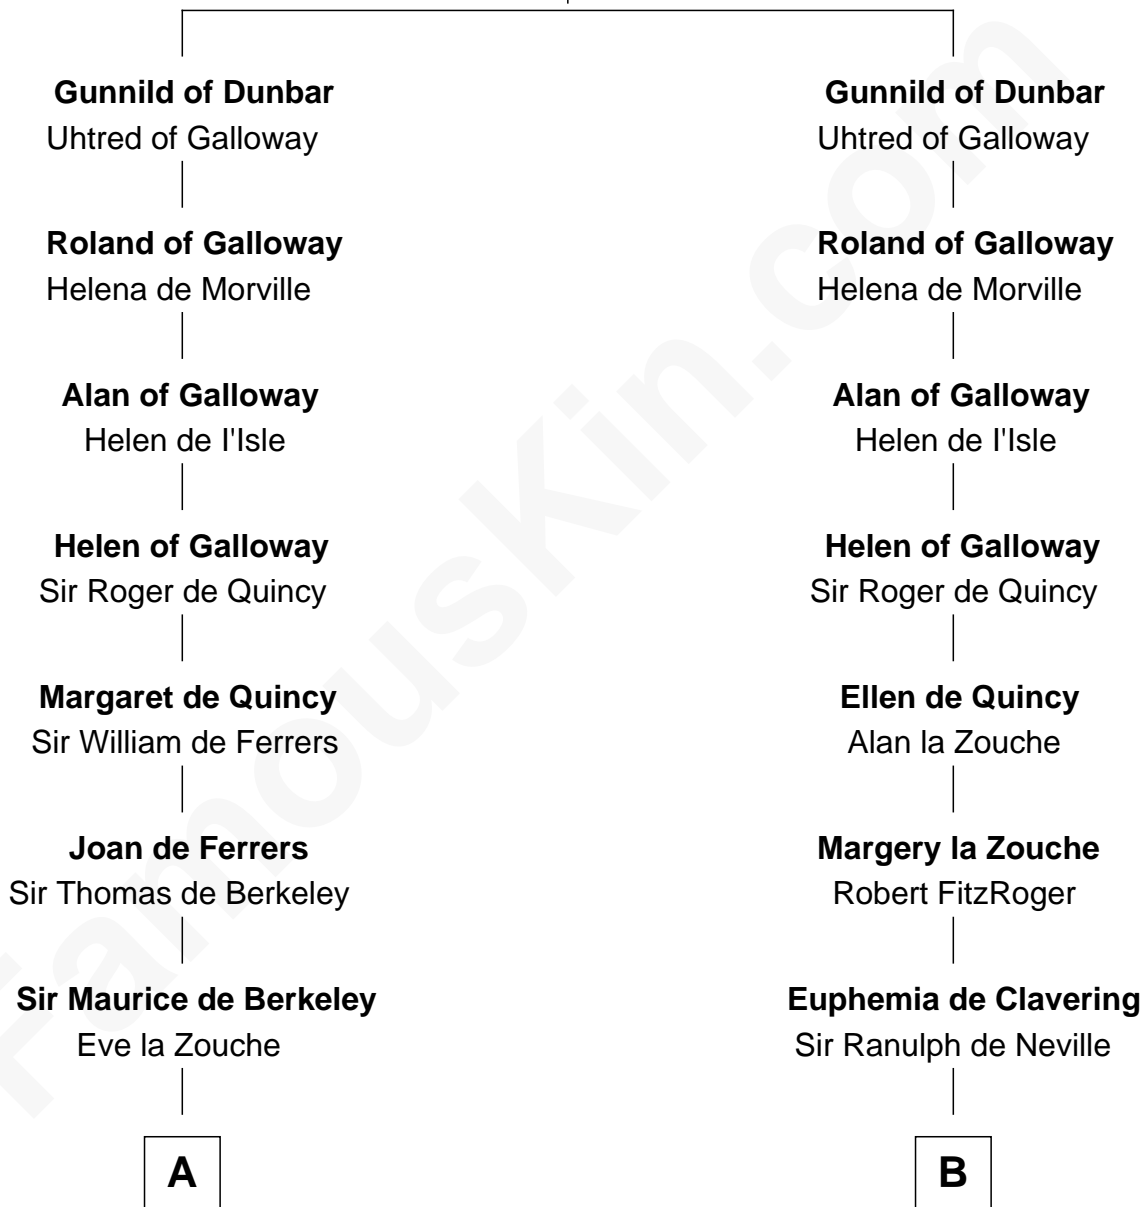 Gunnild of Dunbar
Uhtred of Galloway
Roland of Galloway
Helena de Morville
Alan of Galloway
Helen de I'Isle
Helen of Galloway
Sir Roger de Quincy
Margaret de Quincy
Sir William de Ferrers
Joan de Ferrers
Sir Thomas de Berkeley
Sir Maurice de Berkeley
Eve la Zouche
A
Gunnild of Dunbar
Uhtred of Galloway
Roland of Galloway
Helena de Morville
Alan of Galloway
Helen de I'Isle
Helen of Galloway
Sir Roger de Quincy
Ellen de Quincy
Alan la Zouche
Margery la Zouche
Robert FitzRoger
Euphemia de Clavering
Sir Ranulph de Neville
B
FamousKin.com